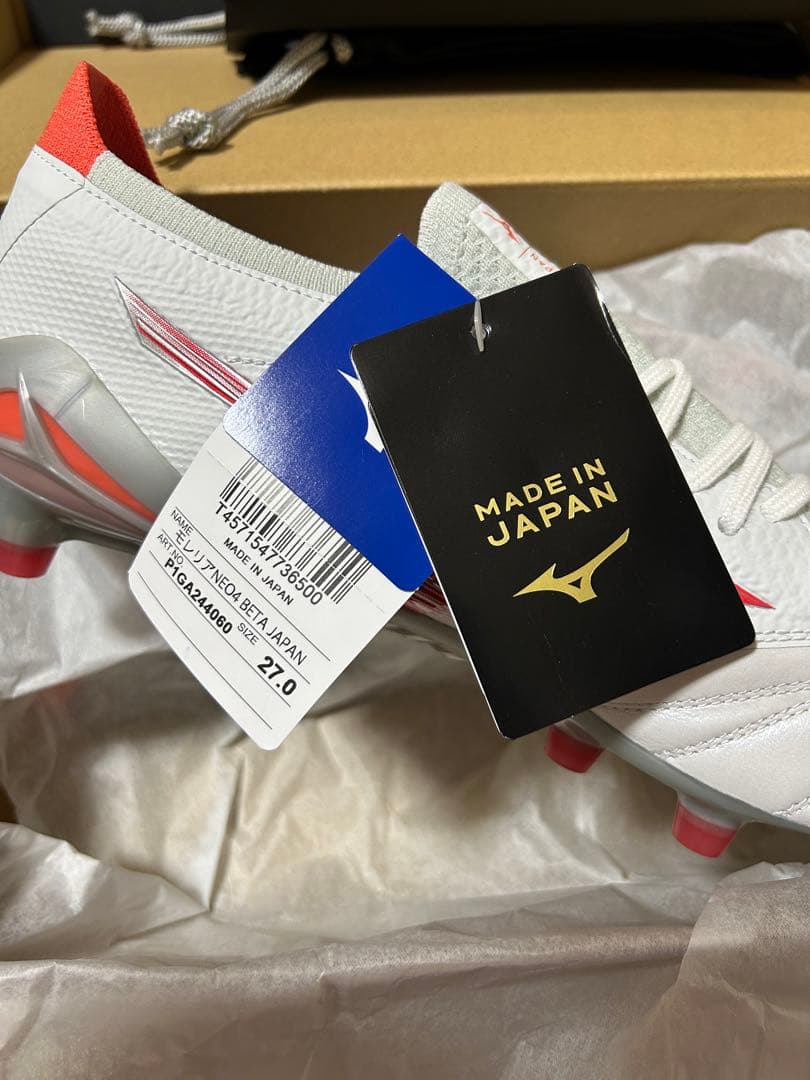 T4571547736500
MADE IN JAPAN
NAME
モレリアNEO4 BETA JAPAN
ART NO.
P1GA244060
SIZE
27.0
MADE IN
JAPAN